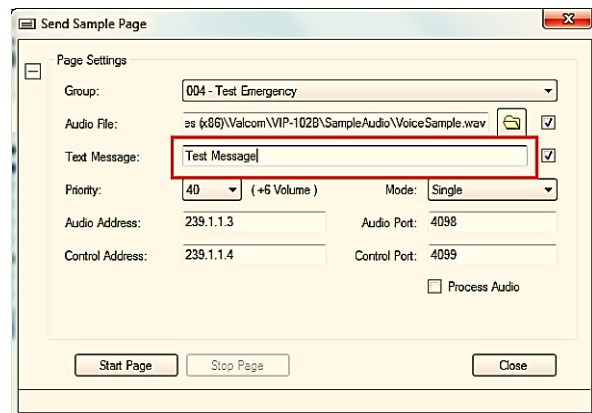 Send Sample Page
Page Settings
Group: 004 - Test Emergency
Audio File: es (x86)\Valcom\VIP-102B\SampleAudio\VoiceSample.wav
Text Message: Test Message
Priority: 40 ( +6 Volume ) Mode: Single
Audio Address: 239.1.1.3 Audio Port: 4098
Control Address: 239.1.1.4 Control Port: 4099
Process Audio
Start Page Stop Page Close